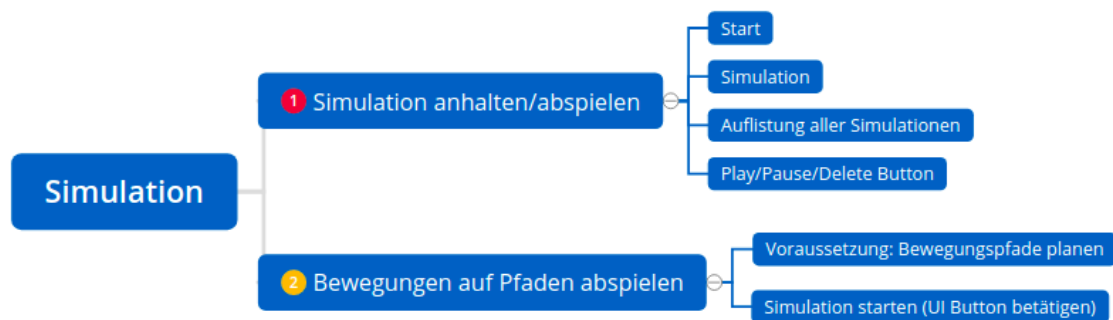 Simulation
1 Simulation anhalten/abspielen
Start
Simulation
Auflistung aller Simulationen
Play/Pause/Delete Button
2 Bewegungen auf Pfaden abspielen
Voraussetzung: Bewegungspfade planen
Simulation starten (UI Button betätigen)